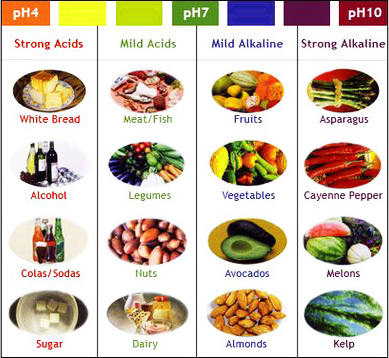 pH4 pH7 pH10
Strong Acids Mild Acids Mild Alkaline Strong Alkaline
White Bread Meat/Fish Fruits Asparagus
Alcohol Legumes Vegetables Cayenne Pepper
Colas/Sodas Nuts Avocados Melons
Sugar Dairy Almonds Kelp